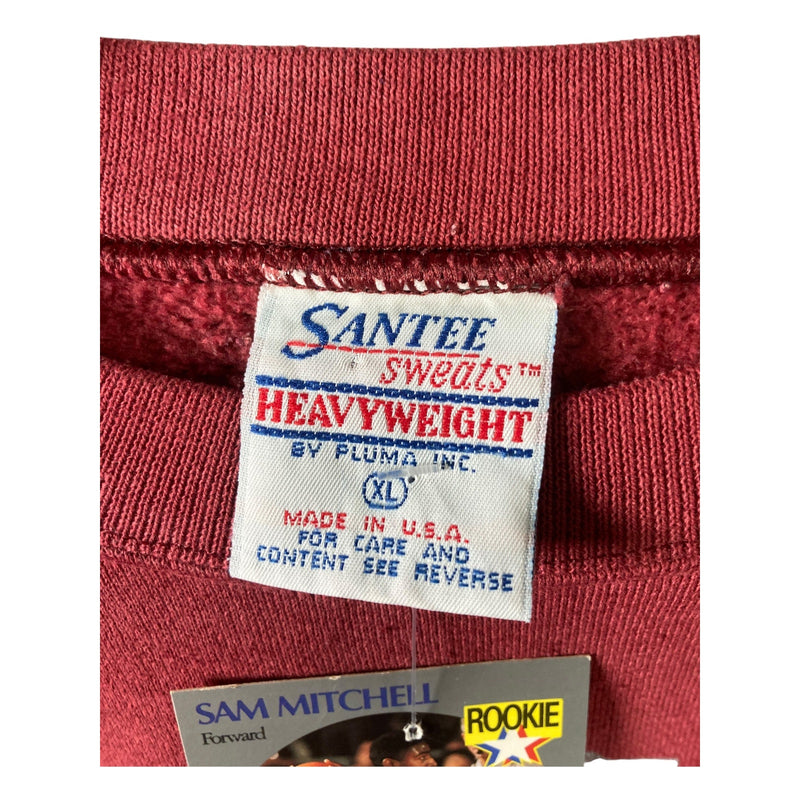 SANTEE
sweats™
HEAVYWEIGHT
BY PLUMA INC.
XL
MADE IN U.S.A.
FOR CARE AND
CONTENT SEE REVERSE
SAM MITCHELL
Forward
ROOKIE